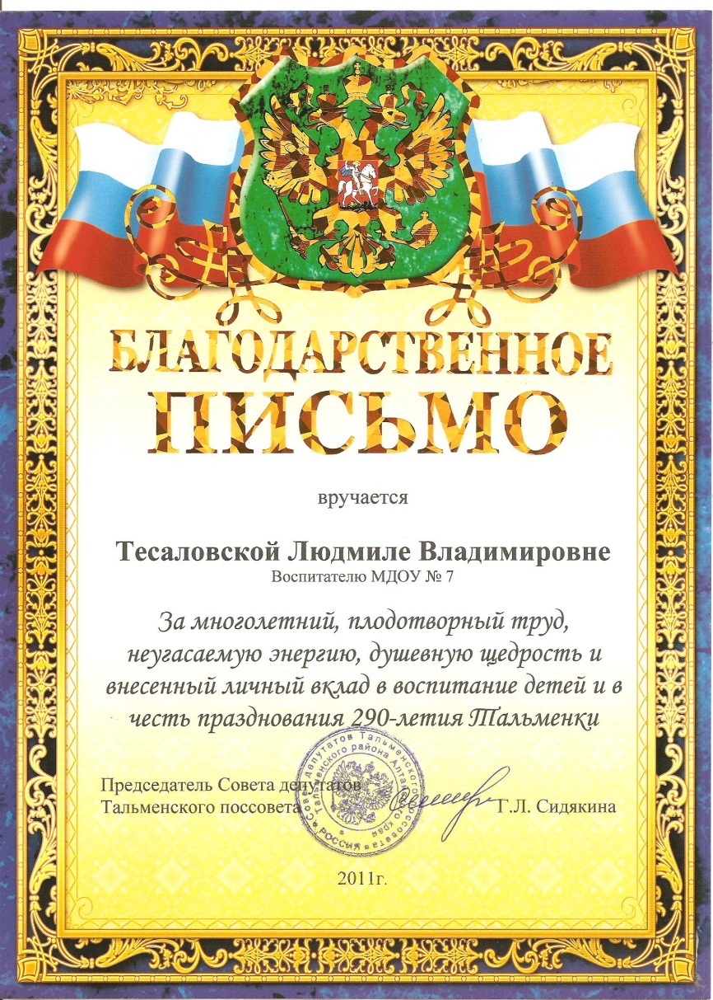 БЛАГОДАРСТВЕННОЕ
ПИСЬМО
вручается
Тесаловской Людмиле Владимировне
Воспитателю МДОУ № 7
За многолетний, плодотворный труд,
неугасаемую энергию, душевную щедрость и
внесенный личный вклад в воспитание детей и в
честь празднования 290-летия Тальменки
Председатель Совета депутатов
Тальменского поссовета Г.Л. Сидякина
Совет депутатов Тальменского поссовета
Тальменского района Алтайского края
РОССИЯ
2011г.